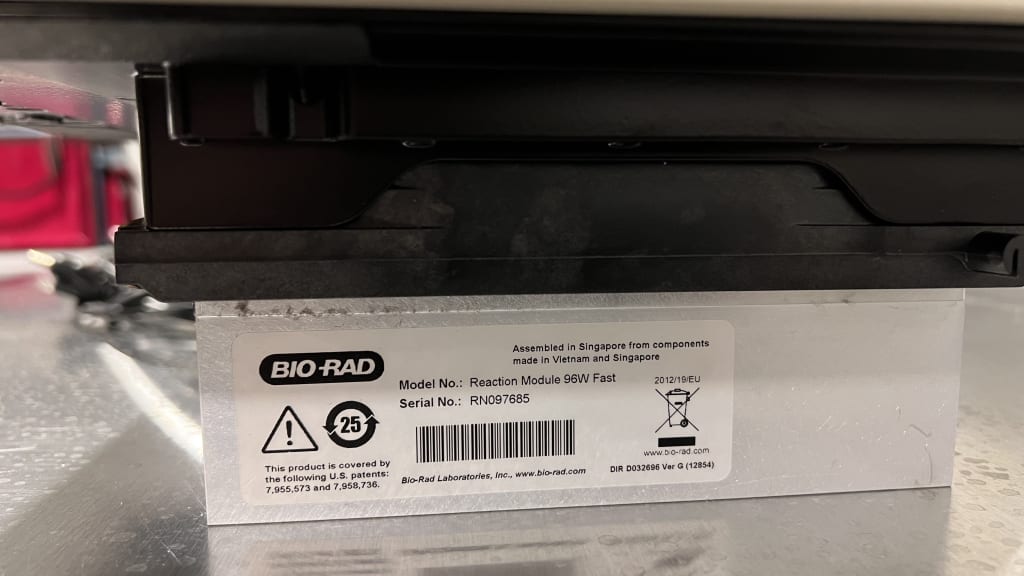 BIO-RAD
Assembled in Singapore from components
made in Vietnam and Singapore
Model No.: Reaction Module 96W Fast
Serial No.: RN097685
25
2012/19/EU
www.bio-rad.com
This product is covered by
the following U.S. patents:
7,955,573 and 7,958,736.
Bio-Rad Laboratories, Inc., www.bio-rad.com
DIR D032696 Ver G (12854)